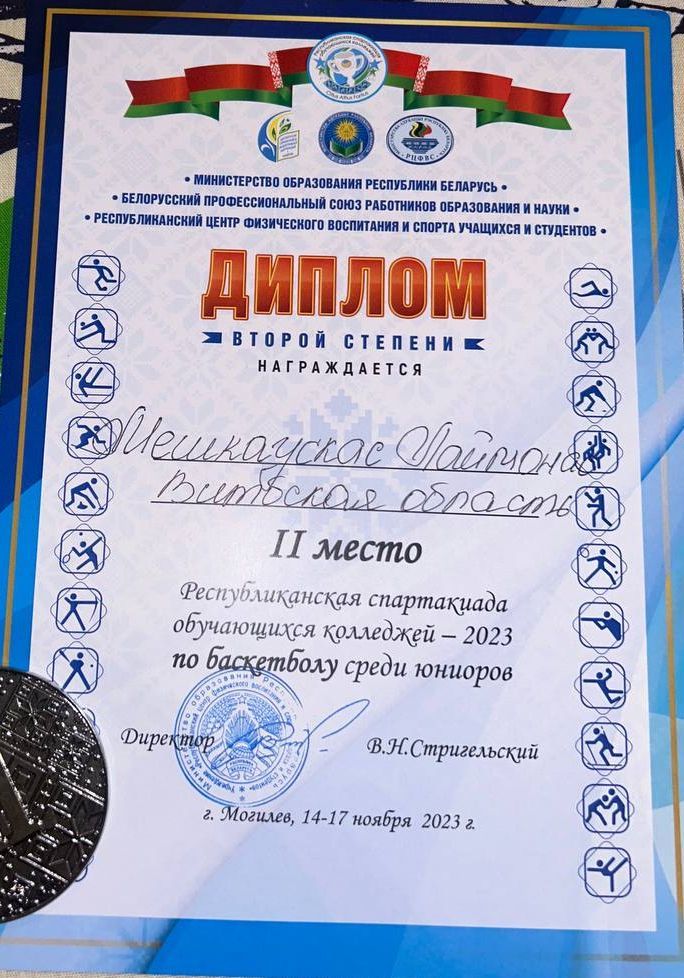 • МИНИСТЕРСТВО ОБРАЗОВАНИЯ РЕСПУБЛИКИ БЕЛАРУСЬ •
• БЕЛОРУССКИЙ ПРОФЕССИОНАЛЬНЫЙ СОЮЗ РАБОТНИКОВ ОБРАЗОВАНИЯ И НАУКИ •
• РЕСПУБЛИКАНСКИЙ ЦЕНТР ФИЗИЧЕСКОГО ВОСПИТАНИЯ И СПОРТА УЧАЩИХСЯ И СТУДЕНТОВ •
ДИПЛОМ
ВТОРОЙ СТЕПЕНИ
НАГРАЖДАЕТСЯ
Мешкаускас Лаймонас
Витебская область
II место
Республиканская спартакиада
обучающихся колледжей – 2023
по баскетболу среди юниоров
Директор В.Н.Стригельский
г. Могилев, 14-17 ноября 2023 г.